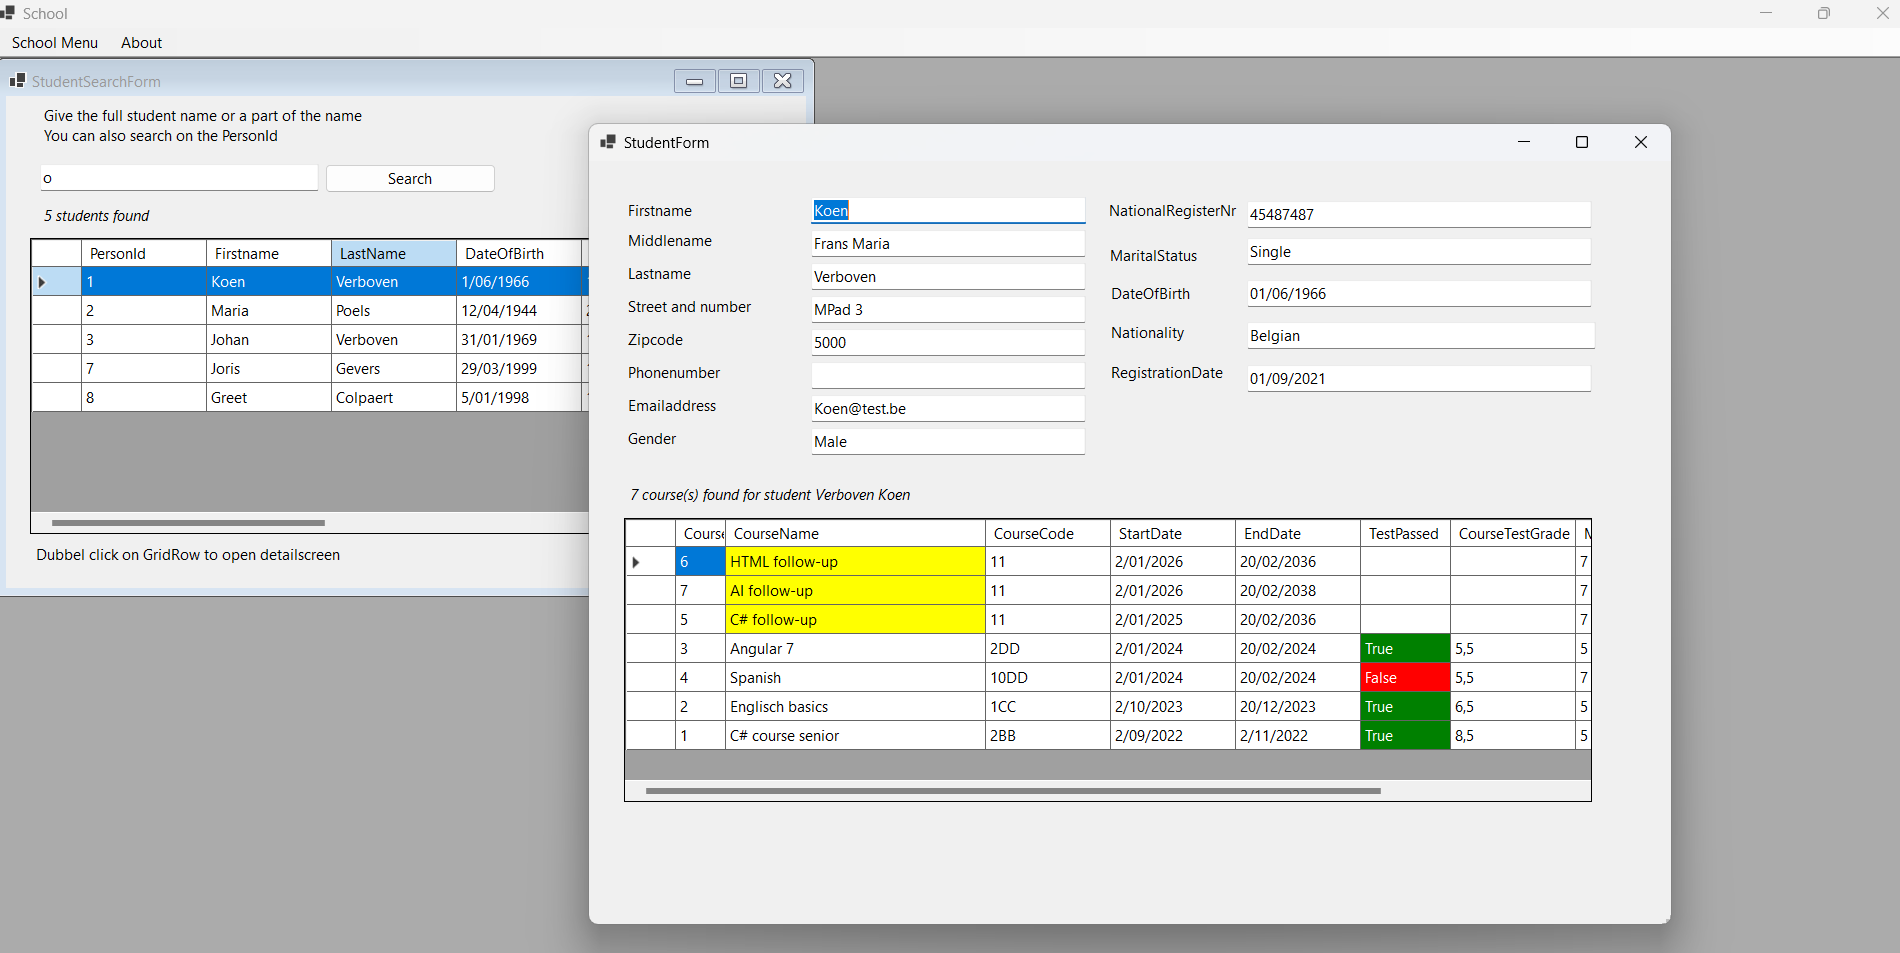 School
School Menu About
StudentSearchForm
Give the full student name or a part of the name
You can also search on the PersonId
o Search
5 students found
PersonId Firstname LastName DateOfBirth
1 Koen Verboven 1/06/1966
2 Maria Poels 12/04/1944
3 Johan Verboven 31/01/1969
7 Joris Gevers 29/03/1999
8 Greet Colpaert 5/01/1998
Dubbel click on GridRow to open detailscreen
StudentForm
Firstname Koen
Middlename Frans Maria
Lastname Verboven
Street and number MPad 3
Zipcode 5000
Phonenumber
Emailaddress Koen@test.be
Gender Male
NationalRegisterNr 45487487
MaritalStatus Single
DateOfBirth 01/06/1966
Nationality Belgian
RegistrationDate 01/09/2021
7 course(s) found for student Verboven Koen
Course CourseName CourseCode StartDate EndDate TestPassed CourseTestGrade
6 HTML follow-up 11 2/01/2026 20/02/2036 7
7 AI follow-up 11 2/01/2026 20/02/2038 7
5 C# follow-up 11 2/01/2025 20/02/2036 7
3 Angular 7 2DD 2/01/2024 20/02/2024 True 5,5 5
4 Spanish 10DD 2/01/2024 20/02/2024 False 5,5 7
2 Englisch basics 1CC 2/10/2023 20/12/2023 True 6,5 5
1 C# course senior 2BB 2/09/2022 2/11/2022 True 8,5 5